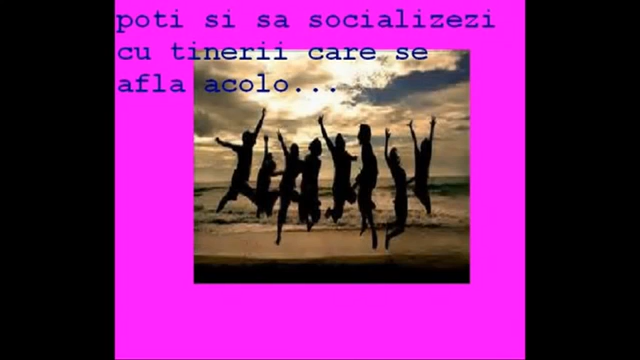 poti si sa socializezi
cu tinerii care se
afla acolo...